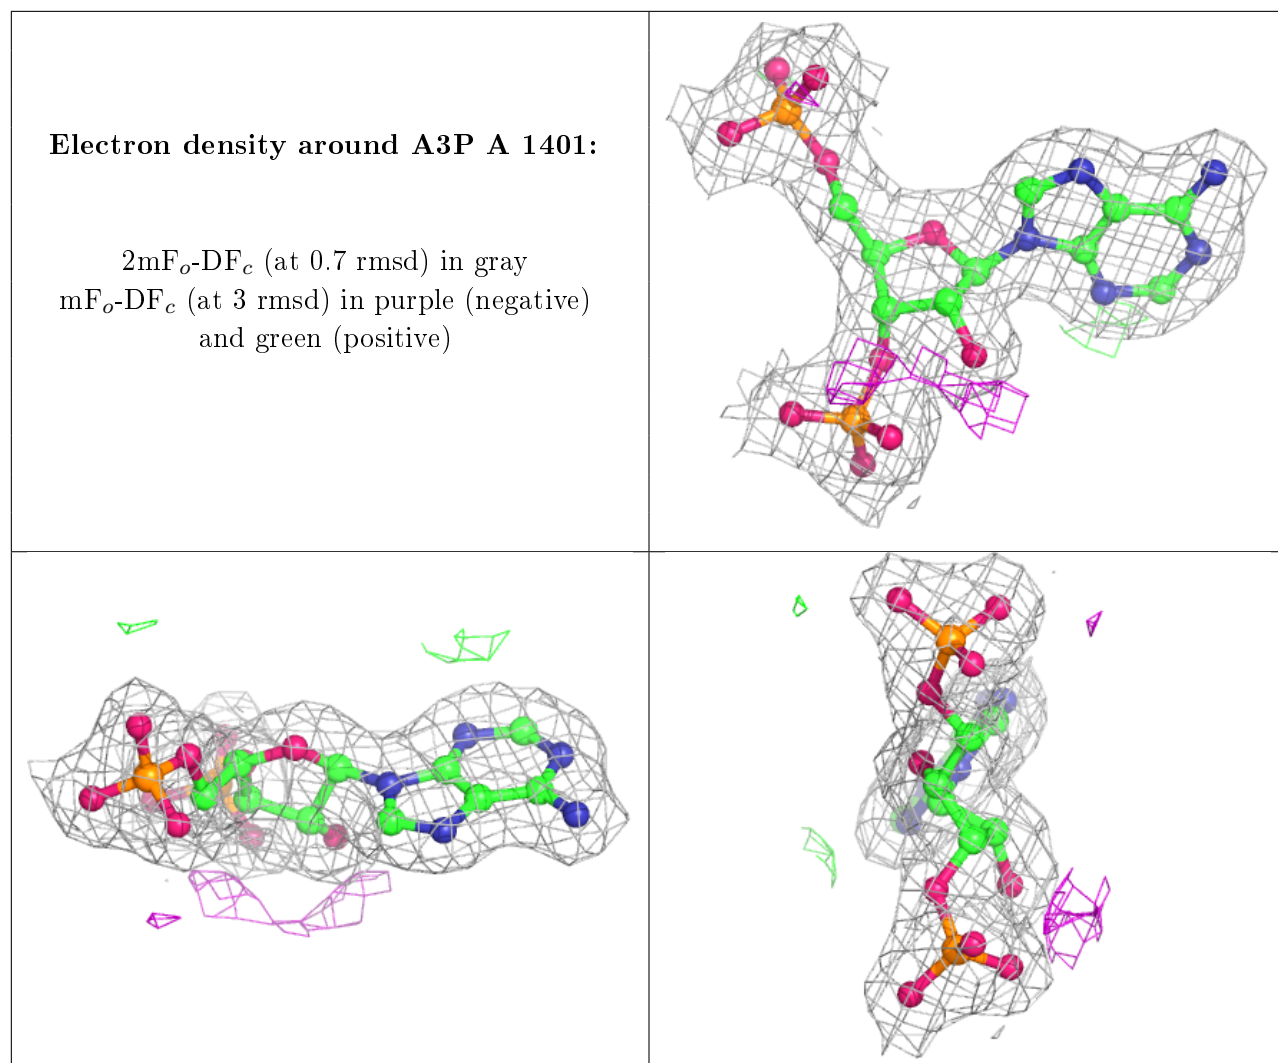 Electron density around A3P A 1401:
2mFo-DFc (at 0.7 rmsd) in gray
mFo-DFc (at 3 rmsd) in purple (negative)
and green (positive)